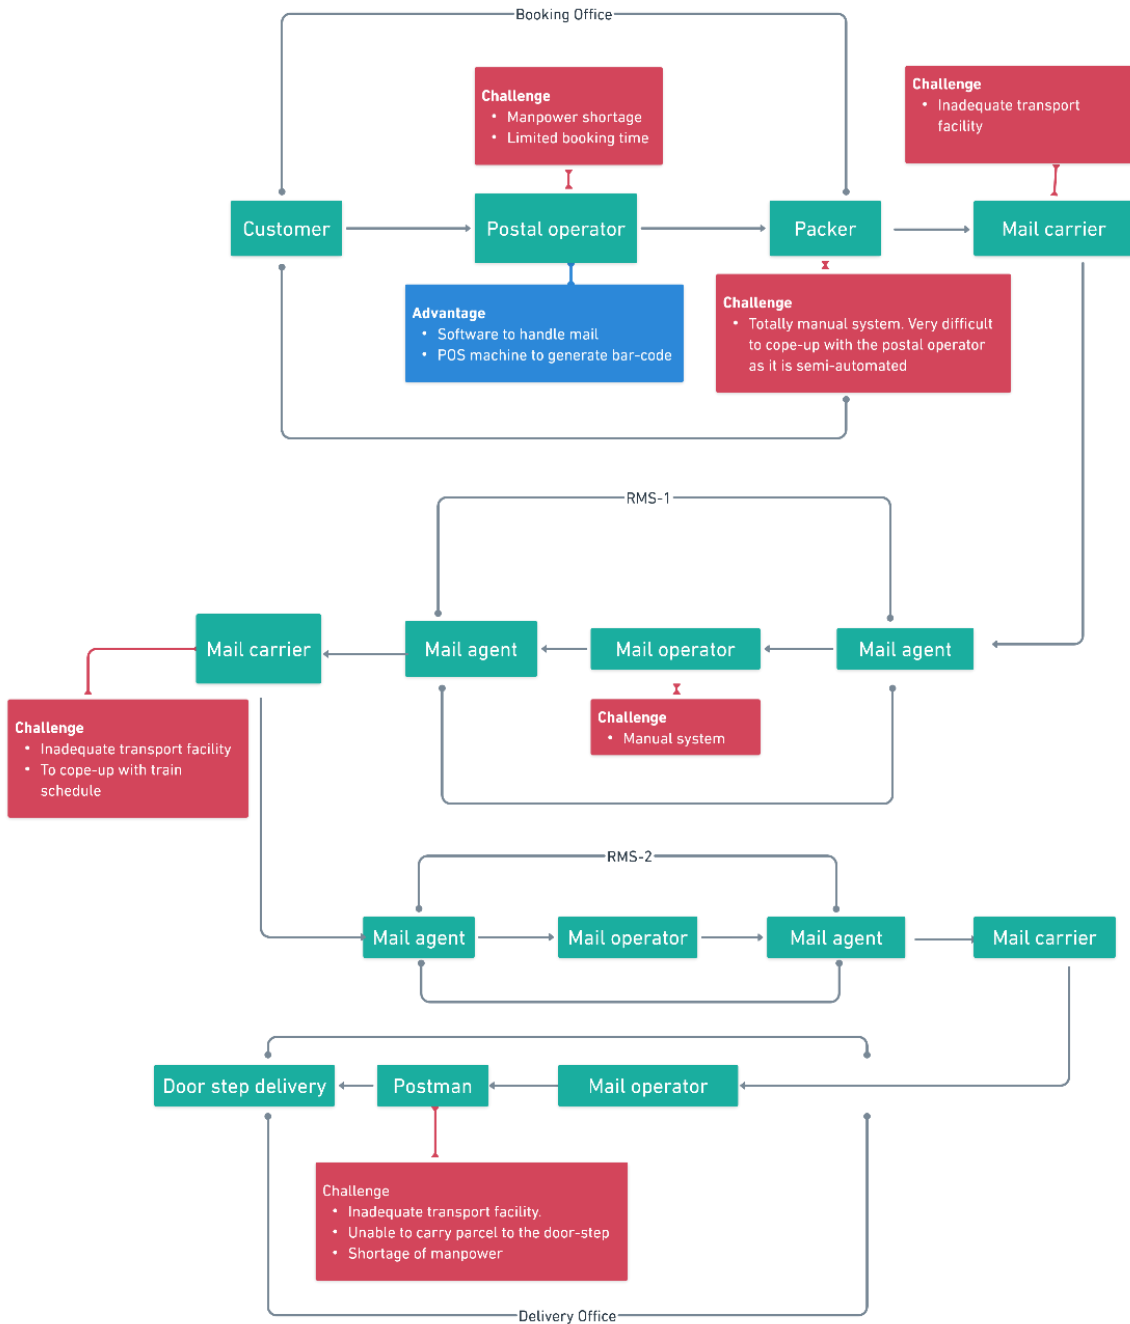 Booking Office
Challenge
• Manpower shortage
• Limited booking time
Challenge
• Inadequate transport
facility
Customer
Postal operator
Packer
Mail carrier
Advantage
• Software to handle mail
• POS machine to generate bar-code
Challenge
• Totally manual system. Very difficult
to cope-up with the postal operator
as it is semi-automated
RMS-1
Mail agent
Mail operator
Mail agent
Mail carrier
Challenge
• Manual system
Challenge
• Inadequate transport facility
• To cope-up with train
schedule
RMS-2
Mail agent
Mail operator
Mail agent
Mail carrier
Mail operator
Postman
Door step delivery
Challenge
• Inadequate transport facility.
• Unable to carry parcel to the door-step
• Shortage of manpower
Delivery Office